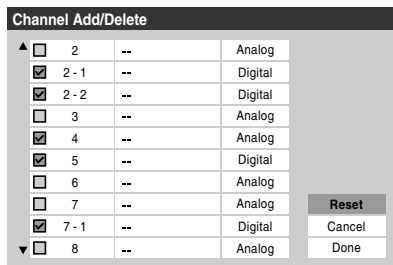 Channel Add/Delete
2 -- Analog
2 - 1 -- Digital
2 - 2 -- Digital
3 -- Analog
4 -- Analog
5 -- Digital
6 -- Analog
7 -- Analog
7 - 1 -- Digital
8 -- Analog
Reset
Cancel
Done